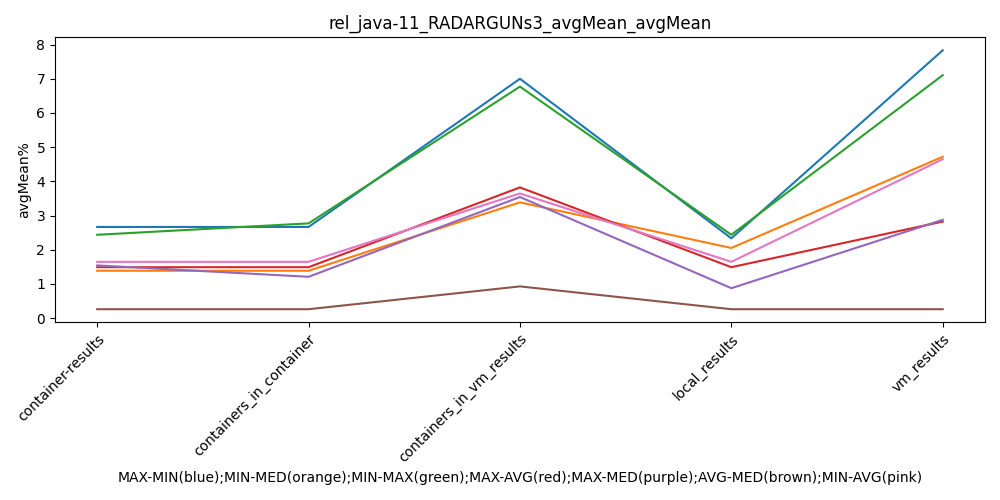 rel_java-11_RADARGUNs3_avgMean_avgMean
avgMean%
8
7
6
5
4
3
2
1
0
container-results
containers_in_container
containers_in_vm_results
local_results
vm_results
MAX-MIN(blue);MIN-MED(orange);MIN-MAX(green);MAX-AVG(red);MAX-MED(purple);AVG-MED(brown);MIN-AVG(pink)